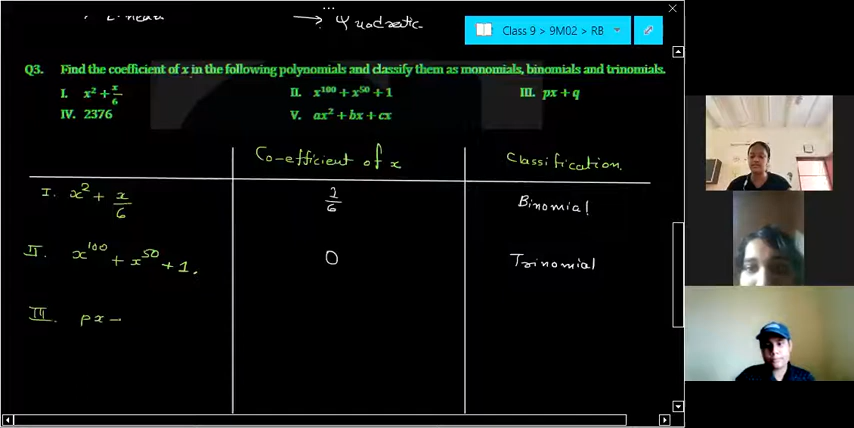 → Quadratic
Class 9 > 9M02 > RB
Q3. Find the coefficient of x in the following polynomials and classify them as monomials, binomials and trinomials.
I. x² + x/6 II. x¹⁰⁰ + x⁵⁰ + 1 III. px + q
IV. 2376 V. ax² + bx + cx
Co-efficient of x Classification.
I. x² + x/6 1/6 Binomial
II. x¹⁰⁰ + x⁵⁰ + 1. 0 Trinomial
III. px –